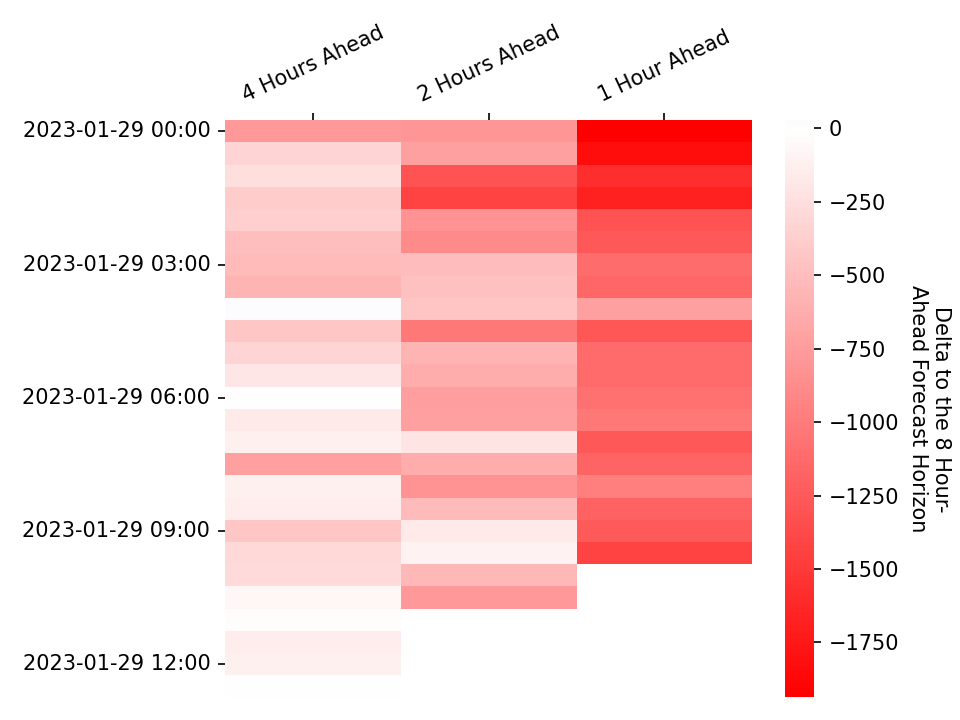 4 Hours Ahead
2 Hours Ahead
1 Hour Ahead
2023-01-29 00:00
2023-01-29 03:00
2023-01-29 06:00
2023-01-29 09:00
2023-01-29 12:00
0
−250
−500
−750
−1000
−1250
−1500
−1750
Delta to the 8 Hour-
Ahead Forecast Horizon